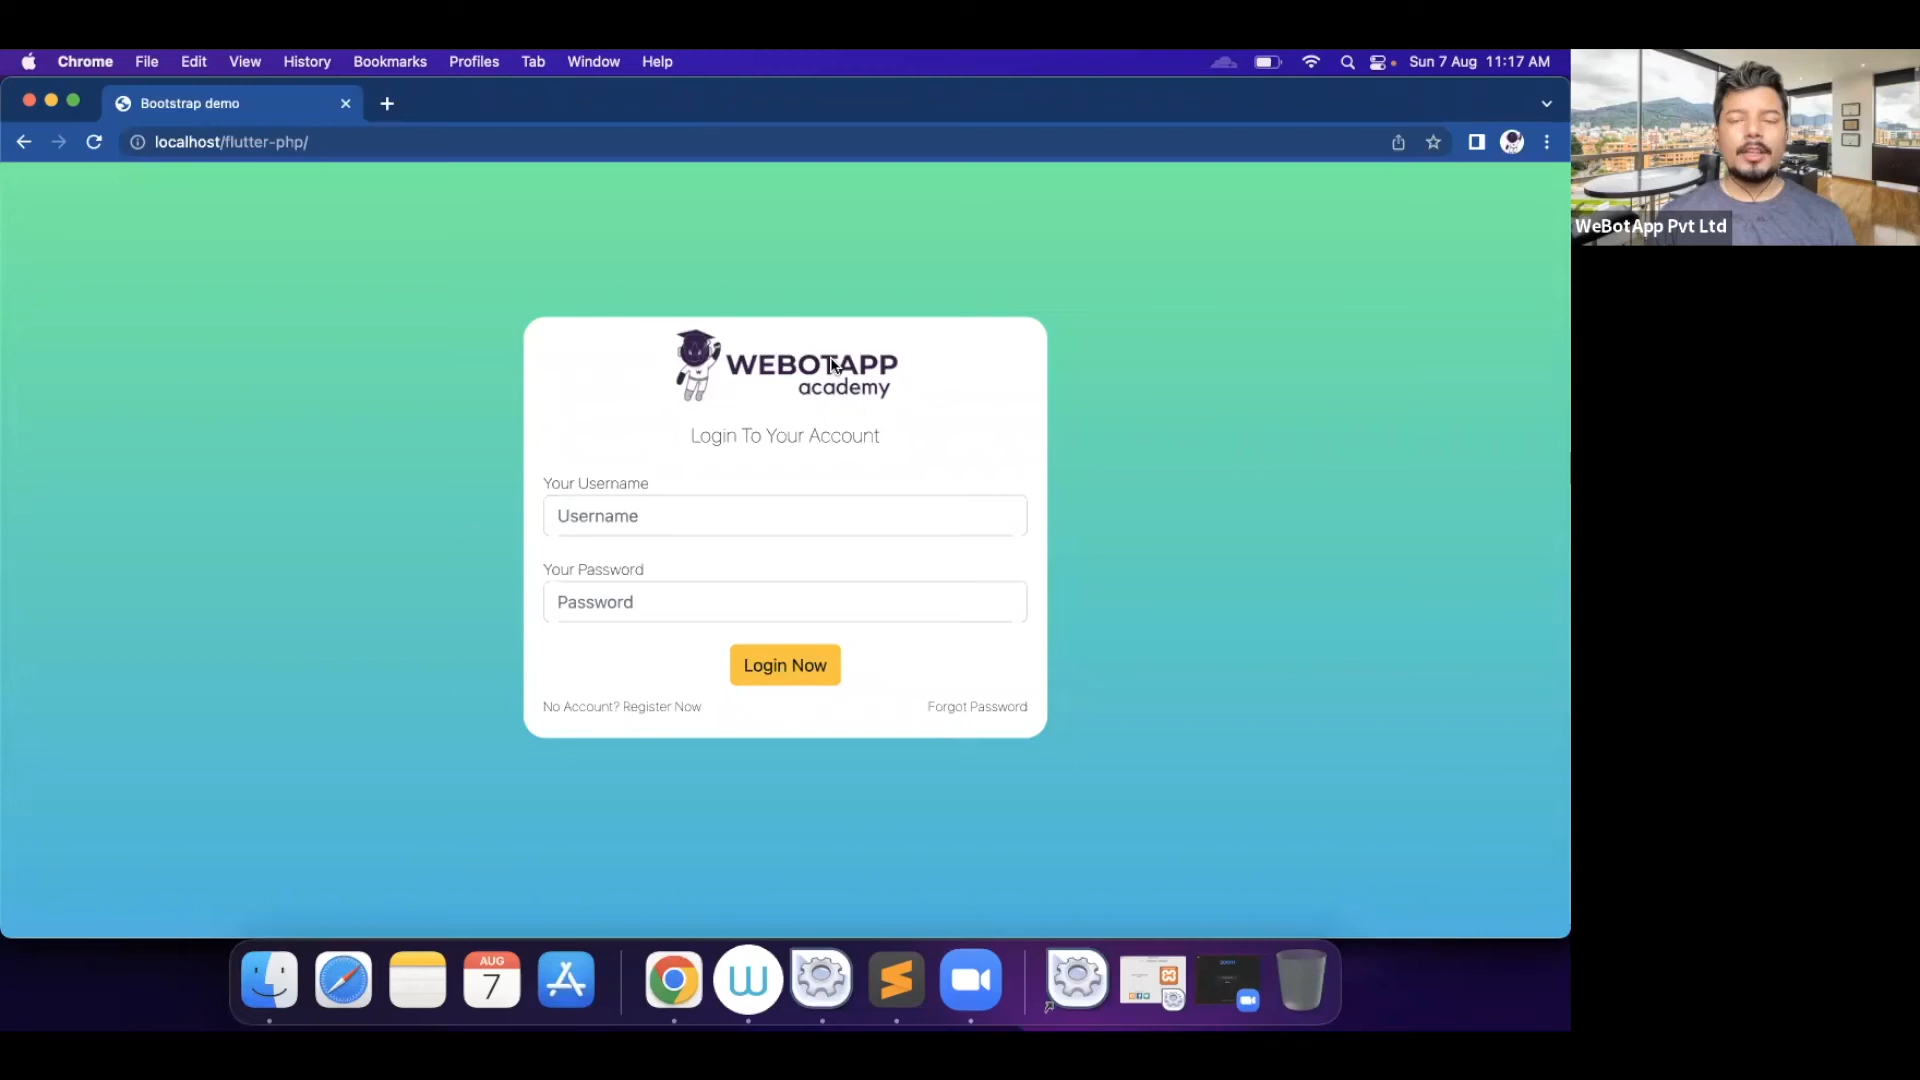 Chrome File Edit View History Bookmarks Profiles Tab Window Help Sun 7 Aug 11:17 AM
Bootstrap demo
localhost/flutter-php/
WeBotApp Pvt Ltd
WEBOTAPP
academy
Login To Your Account
Your Username
Username
Your Password
Password
Login Now
No Account? Register Now Forgot Password
AUG
7